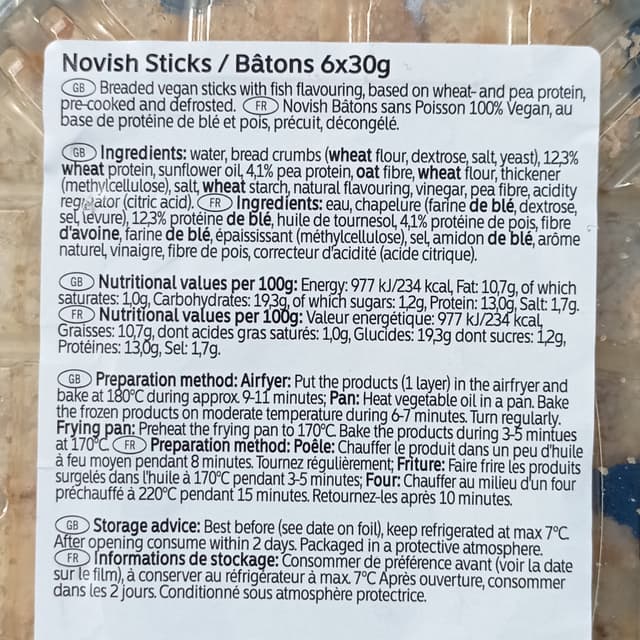 Novish Sticks / Bâtons 6x30g
GB Breaded vegan sticks with fish flavouring, based on wheat- and pea protein,
pre-cooked and defrosted. FR Novish Bâtons sans Poisson 100% Vegan, au
base de protéine de blé et pois, précuit, décongélé.
GB Ingredients: water, bread crumbs (wheat flour, dextrose, salt, yeast), 12,3%
wheat protein, sunflower oil, 4,1% pea protein, oat fibre, wheat flour, thickener
(methylcellulose), salt, wheat starch, natural flavouring, vinegar, pea fibre, acidity
regulator (citric acid). FR Ingredients: eau, chapelure (farine de blé, dextrose,
sel, levure), 12,3% protéine de blé, huile de tournesol, 4,1% protéine de pois, fibre
d'avoine, farine de blé, épaississant (méthylcellulose), sel, amidon de blé, arôme
naturel, vinaigre, fibre de pois, correcteur d'acidité (acide citrique).
GB Nutritional values per 100g: Energy: 977 kJ/234 kcal, Fat: 10,7g, of which
saturates: 1,0g, Carbohydrates: 19,3g, of which sugars: 1,2g, Protein: 13,0g, Salt: 1,7g.
FR Nutritional values per 100g: Valeur energétique: 977 kJ/234 kcal,
Graisses: 10,7g, dont acides gras saturés: 1,0g, Glucides: 19,3g dont sucres: 1,2g,
Protéines: 13,0g, Sel: 1,7g.
GB Preparation method: Airfyer: Put the products (1 layer) in the airfryer and
bake at 180°C during approx. 9-11 minutes; Pan: Heat vegetable oil in a pan. Bake
the frozen products on moderate temperature during 6-7 minutes. Turn regularly.
Frying pan: Preheat the frying pan to 170°C. Bake the products during 3-5 mintues
at 170°C. FR Preparation method: Poêle: Chauffer le produit dans un peu d'huile
à feu moyen pendant 8 minutes. Tournez régulièrement; Friture: Faire frire les produits
surgelés dans l'huile à 170°C pendant 3-5 minutes; Four: Chauffer au milieu d'un four
préchauffé à 220°C pendant 15 minutes. Retournez-les après 10 minutes.
GB Storage advice: Best before (see date on foil), keep refrigerated at max 7°C.
After opening consume within 2 days. Packaged in a protective atmosphere.
FR Informations de stockage: Consommer de préférence avant (voir la date
sur le film), à conserver au réfrigérateur à max. 7°C Après ouverture, consommer
dans les 2 jours. Conditionné sous atmosphère protectrice.